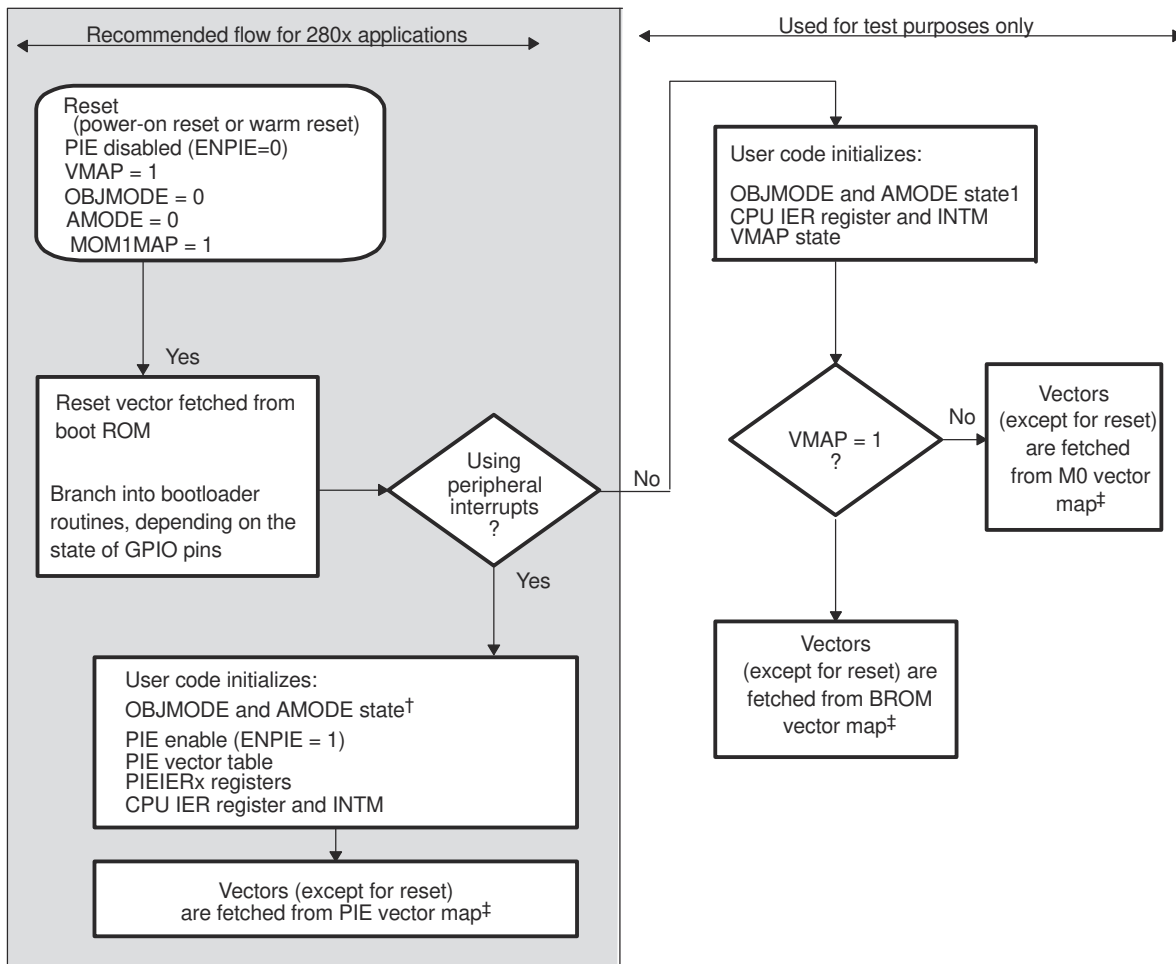 Recommended flow for 280x applications
Reset
(power-on reset or warm reset)
PIE disabled (ENPIE=0)
VMAP = 1
OBJMODE = 0
AMODE = 0
MOM1MAP = 1
Yes
Reset vector fetched from
boot ROM
Branch into bootloader
routines, depending on the
state of GPIO pins
Using
peripheral
interrupts
?
No
Yes
User code initializes:
OBJMODE and AMODE state†
PIE enable (ENPIE = 1)
PIE vector table
PIEIERx registers
CPU IER register and INTM
Vectors (except for reset)
are fetched from PIE vector map‡
Used for test purposes only
User code initializes:
OBJMODE and AMODE state1
CPU IER register and INTM
VMAP state
VMAP = 1
?
No
Vectors
(except for reset)
are fetched
from M0 vector
map‡
Vectors
(except for reset) are
fetched from BROM
vector map‡